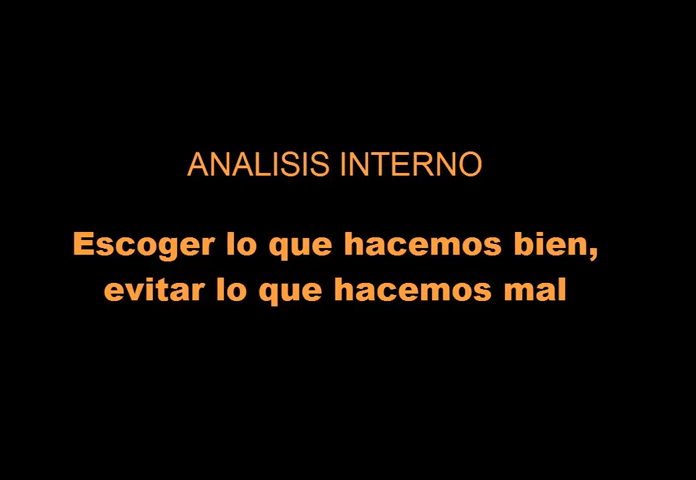 ANALISIS INTERNO
Escoger lo que hacemos bien,
evitar lo que hacemos mal